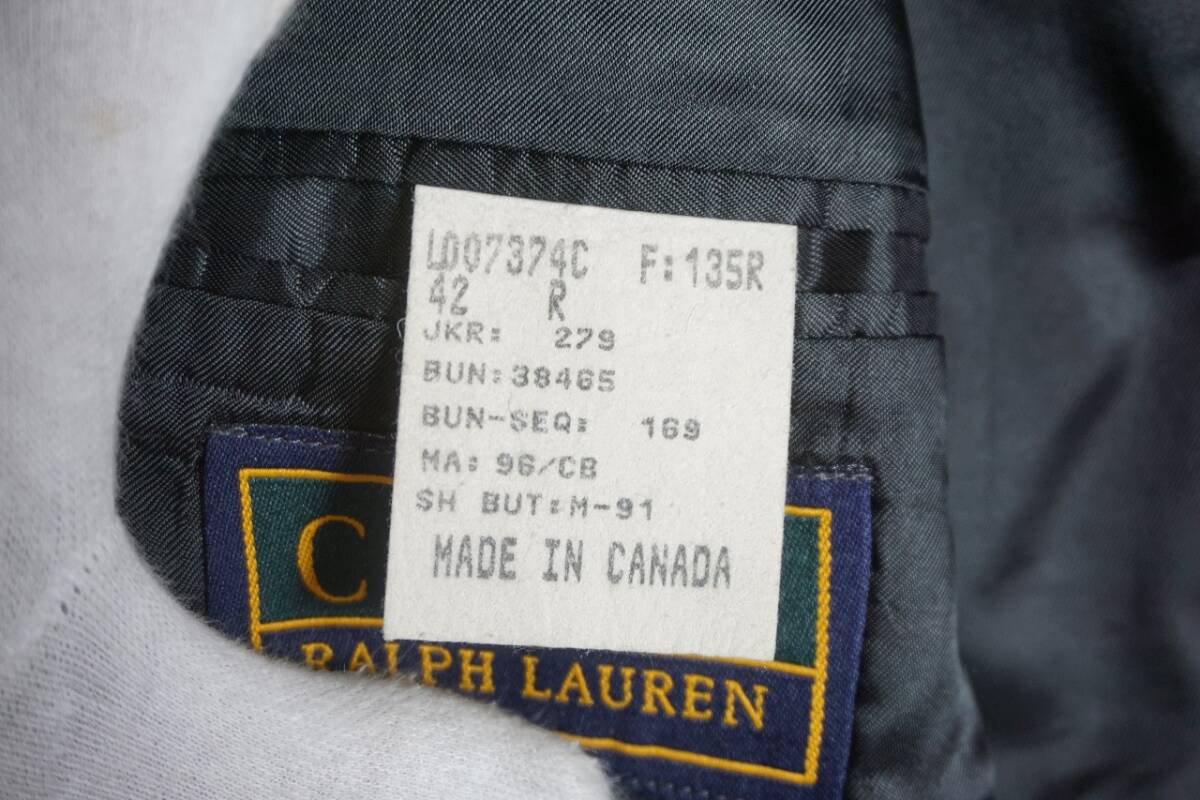 LD07374C F:135R
42 R
JKR: 279
BUN:38465
BUN-SEQ: 169
MA: 96/CB
SH BUT:M-91
MADE IN CANADA
C
RALPH LAUREN